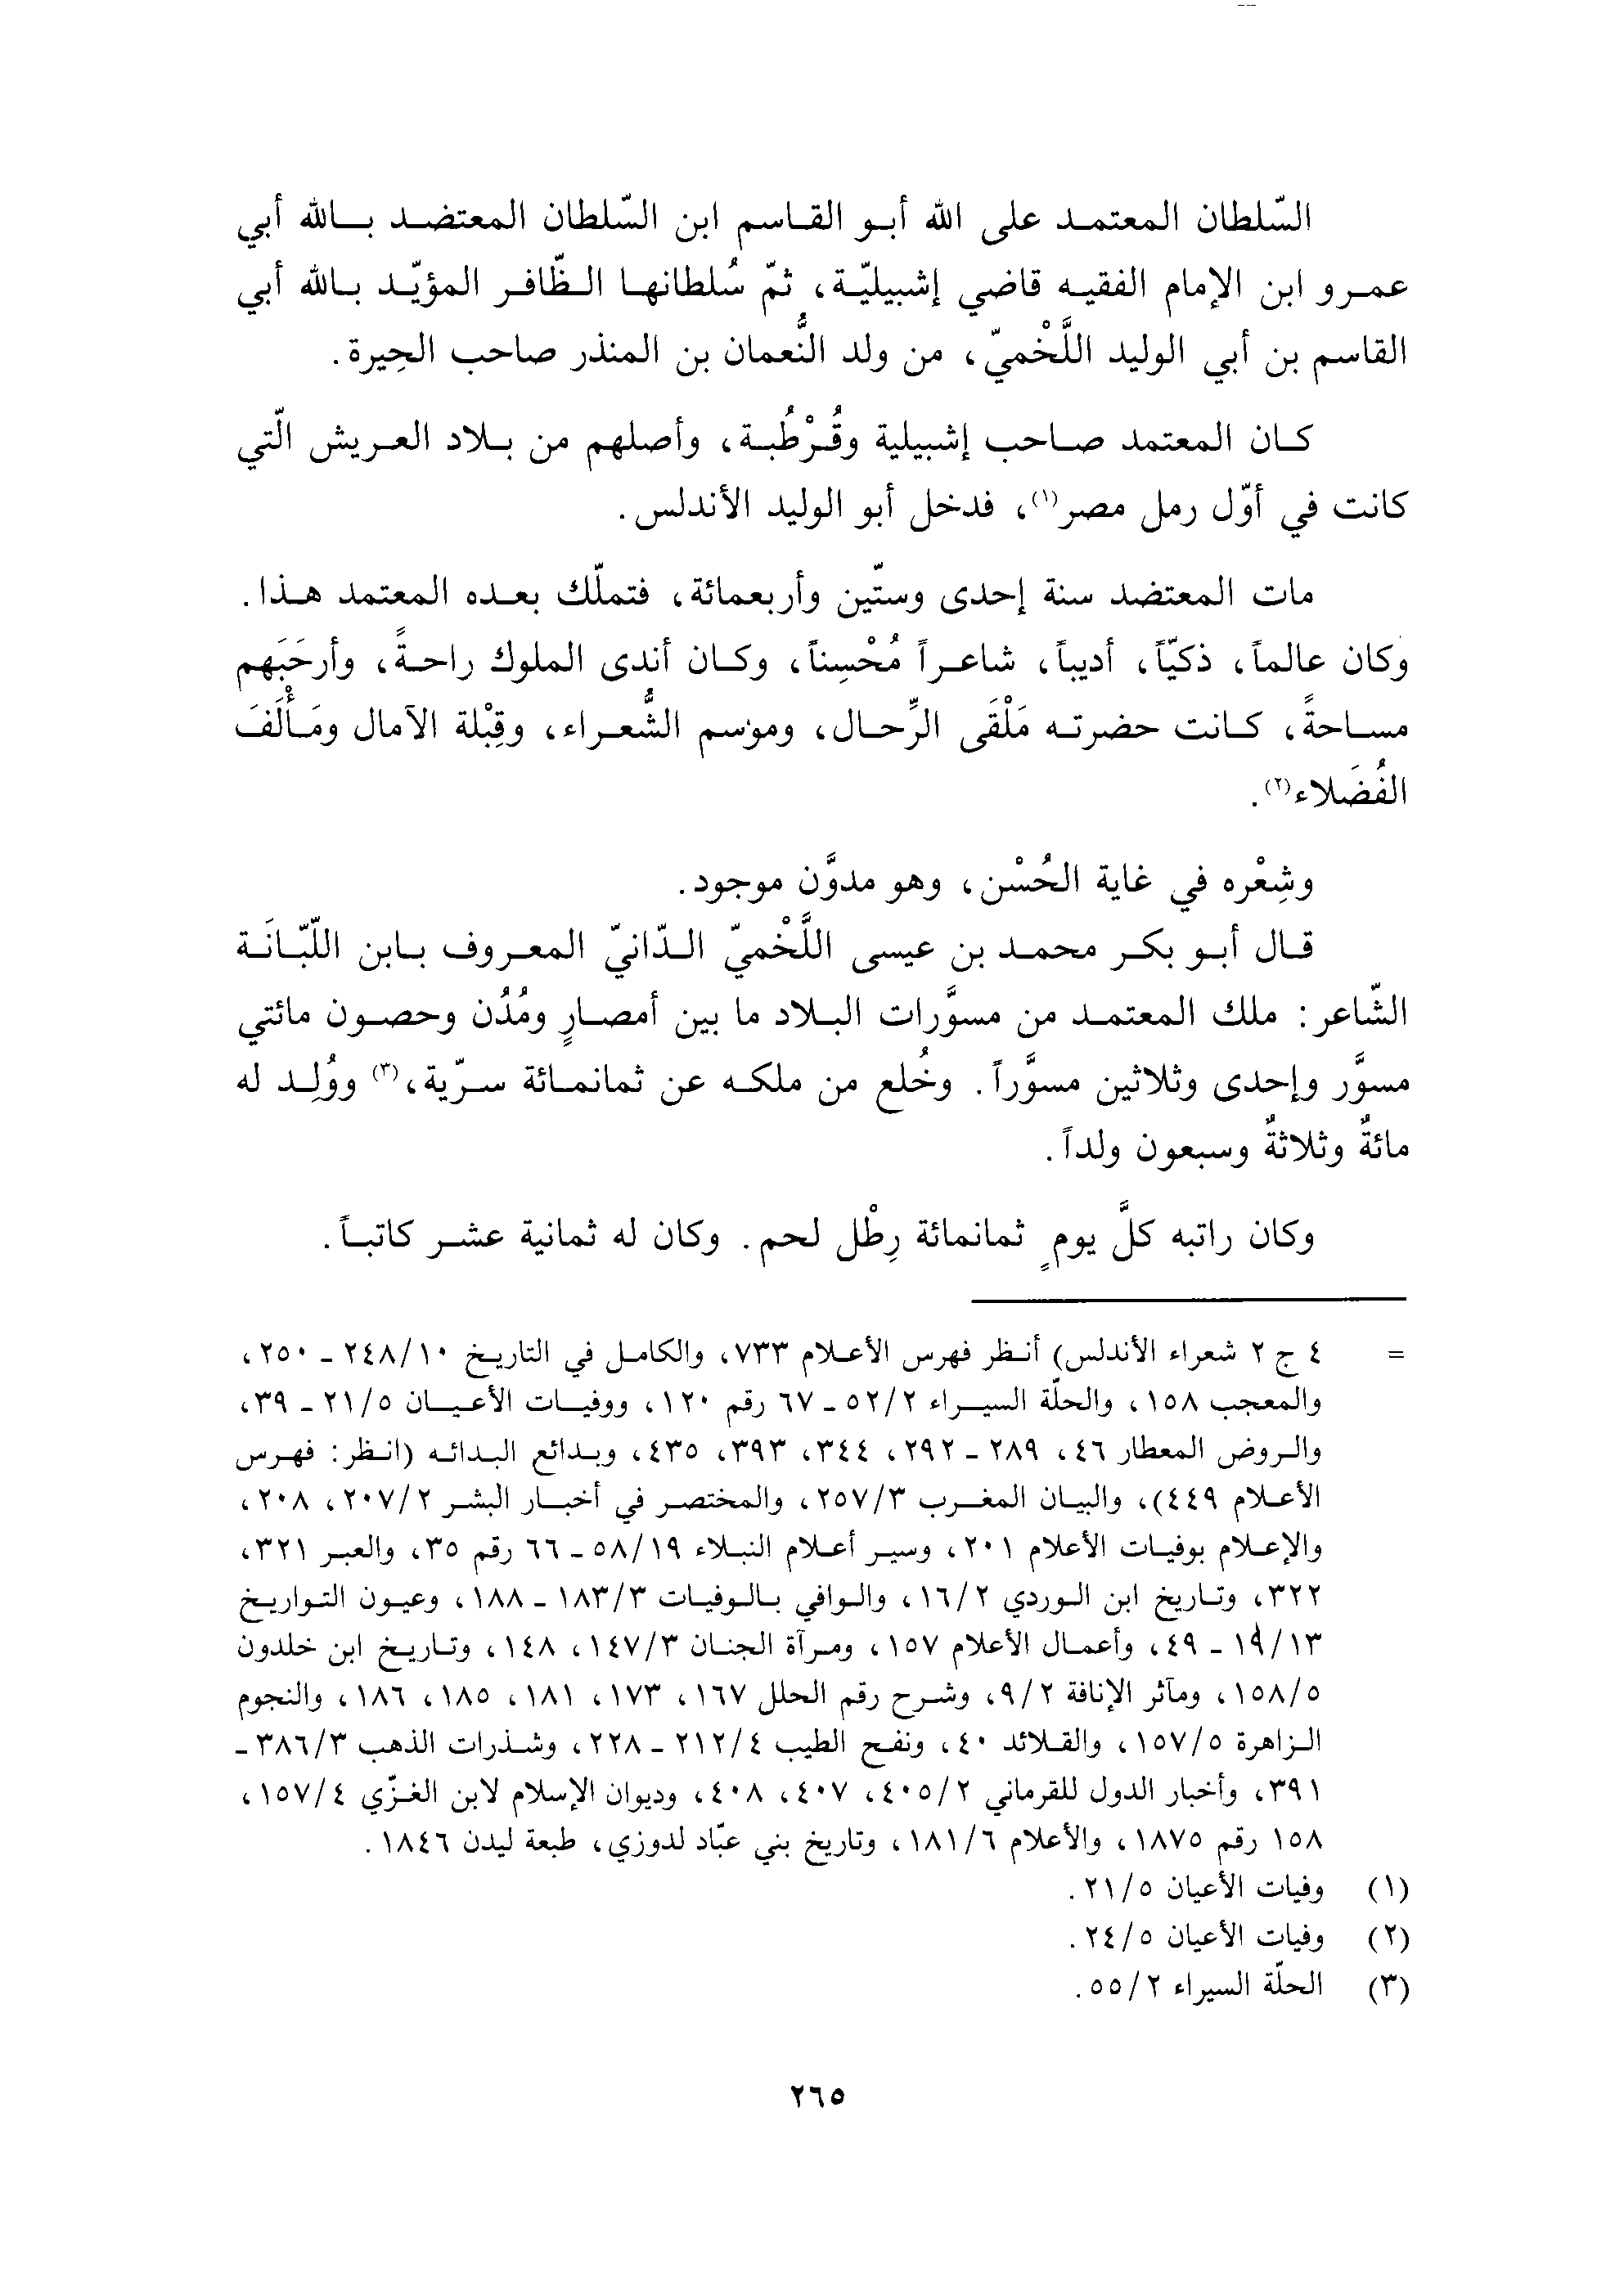 السّلطان المعتمد على الله أبو القاسم ابن السّلطان المعتضد بالله أبي
عمرو ابن الإمام الفقيه قاضي إشبيليّة، ثمّ سُلطانها الظّافر المؤيّد بالله أبي
القاسم بن أبي الوليد اللَّخْميّ، من ولد النُّعمان بن المنذر صاحب الحِيرة.
كان المعتمد صاحب إشبيلية وقُرْطُبة، وأصلهم من بلاد العريش الّتي
كانت في أوّل رمل مصر(١)، فدخل أبو الوليد الأندلس.
مات المعتضد سنة إحدى وستّين وأربعمائة، فتملّك بعده المعتمد هذا.
وكان عالماً، ذكيّاً، أديباً، شاعراً مُحْسِناً، وكان أندى الملوك راحةً، وأرحَبَهم
مساحةً، كانت حضرته مَلْقَى الرِّحال، وموسم الشُّعراء، وقِبْلة الآمال ومَأْلَفَ
الفُضَلاء(٢).
وشِعْره في غاية الحُسْن، وهو مدوَّن موجود.
قال أبو بكر محمد بن عيسى اللَّخْميّ الدّانيّ المعروف بابن اللّبّانَة
الشّاعر: ملك المعتمد من مسوَّرات البلاد ما بين أمصارٍ ومُدُن وحصون مائتي
مسوَّر وإحدى وثلاثين مسوَّراً. وخُلع من ملكه عن ثمانمائة سرّية،(٣) ووُلِد له
مائةٌ وثلاثةٌ وسبعون ولداً.
وكان راتبه كلَّ يومٍ ثمانمائة رِطْل لحم. وكان له ثمانية عشر كاتباً.
= ٤ ج ٢ شعراء الأندلس) أنظر فهرس الأعلام ٧٣٣، والكامل في التاريخ ٢٤٨/١٠ ـ ٢٥٠،
والمعجب ١٥٨، والحلّة السيراء ٥٢/٢ ـ ٦٧ رقم ١٢٠، ووفيات الأعيان ٢١/٥ ـ ٣٩،
والروض المعطار ٤٦، ٢٨٩ ـ ٢٩٢، ٣٤٤، ٣٩٣، ٤٣٥، وبدائع البدائه (انظر: فهرس
الأعلام ٤٤٩)، والبيان المغرب ٢٥٧/٣، والمختصر في أخبار البشر ٢٠٧/٢، ٢٠٨،
والإعلام بوفيات الأعلام ٢٠١، وسير أعلام النبلاء ٥٨/١٩ ـ ٦٦ رقم ٣٥، والعبر ٣٢١،
٣٢٢، وتاريخ ابن الوردي ١٦/٢، والوافي بالوفيات ١٨٣/٣ ـ ١٨٨، وعيون التواريخ
١٩/١٣ ـ ٤٩، وأعمال الأعلام ١٥٧، ومرآة الجنان ١٤٧/٣، ١٤٨، وتاريخ ابن خلدون
١٥٨/٥، ومآثر الإنافة ٩/٢، وشرح رقم الحلل ١٦٧، ١٧٣، ١٨١، ١٨٥، ١٨٦، والنجوم
الزاهرة ١٥٧/٥، والقلائد ٤٠، ونفح الطيب ٢١٢/٤ ـ ٢٢٨، وشذرات الذهب ٣٨٦/٣ ـ
٣٩١، وأخبار الدول للقرماني ٤٠٥/٢، ٤٠٧، ٤٠٨، وديوان الإسلام لابن الغزّي ١٥٧/٤،
١٥٨ رقم ١٨٧٥، والأعلام ١٨١/٦، وتاريخ بني عبّاد لدوزي، طبعة ليدن ١٨٤٦.
(١) وفيات الأعيان ٢١/٥.
(٢) وفيات الأعيان ٢٤/٥.
(٣) الحلّة السيراء ٥٥/٢.
٢٦٥